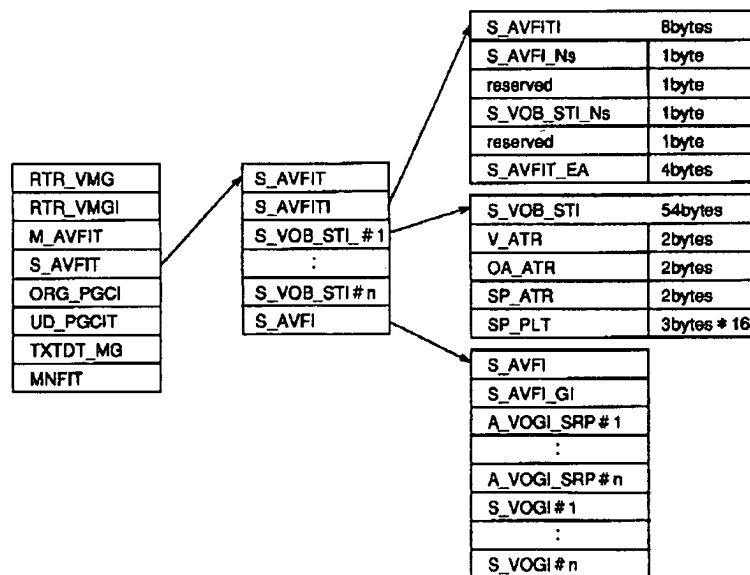 RTR_VMG
RTR_VMGI
M_AVFIT
S_AVFIT
ORG_PGCI
UD_PGCIT
TXTDT_MG
MNFIT
S_AVFIT
S_AVFITI
S_VOB_STI_#1
:
S_VOB_STI#n
S_AVFI
S_AVFITI 8bytes
S_AVFI_Ns 1byte
reserved 1byte
S_VOB_STI_Ns 1byte
reserved 1byte
S_AVFIT_EA 4bytes
S_VOB_STI 54bytes
V_ATR 2bytes
OA_ATR 2bytes
SP_ATR 2bytes
SP_PLT 3bytes*16
S_AVFI
S_AVFI_GI
A_VOGI_SRP#1
:
A_VOGI_SRP#n
S_VOGI#1
:
S_VOGI#n